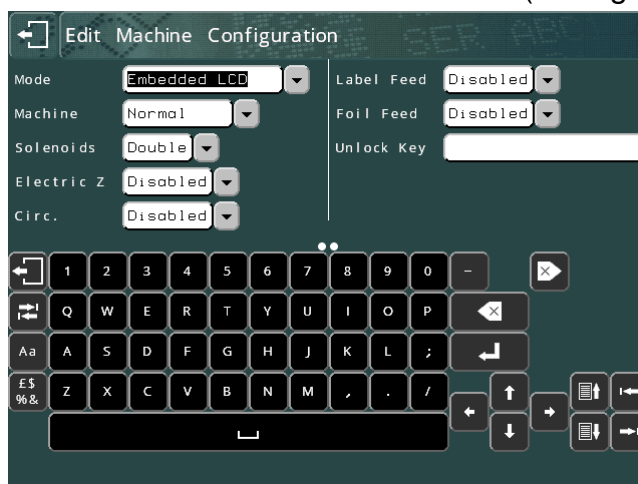 Edit Machine Configuration
Mode Embedded LCD
Machine Normal
Solenoids Double
Electric Z Disabled
Circ. Disabled
Label Feed Disabled
Foil Feed Disabled
Unlock Key
1 2 3 4 5 6 7 8 9 0 -
Q W E R T Y U I O P
Aa A S D F G H J K L ;
£$ %& Z X C V B N M , . /